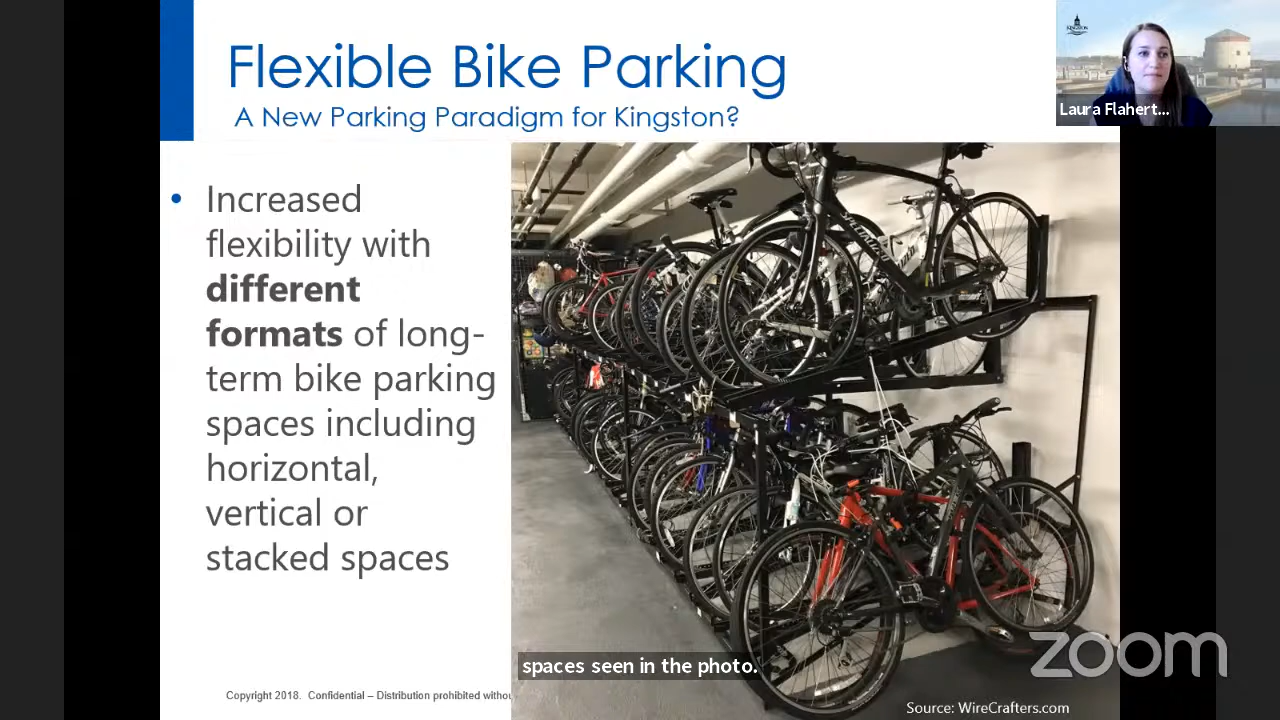 Flexible Bike Parking
A New Parking Paradigm for Kingston?
KINGSTON
Laura Flahert...
• Increased
flexibility with
different
formats of long-
term bike parking
spaces including
horizontal,
vertical or
stacked spaces
SPECIALIZED
spaces seen in the photo.
zoom
Copyright 2018. Confidential – Distribution prohibited withou
Source: WireCrafters.com